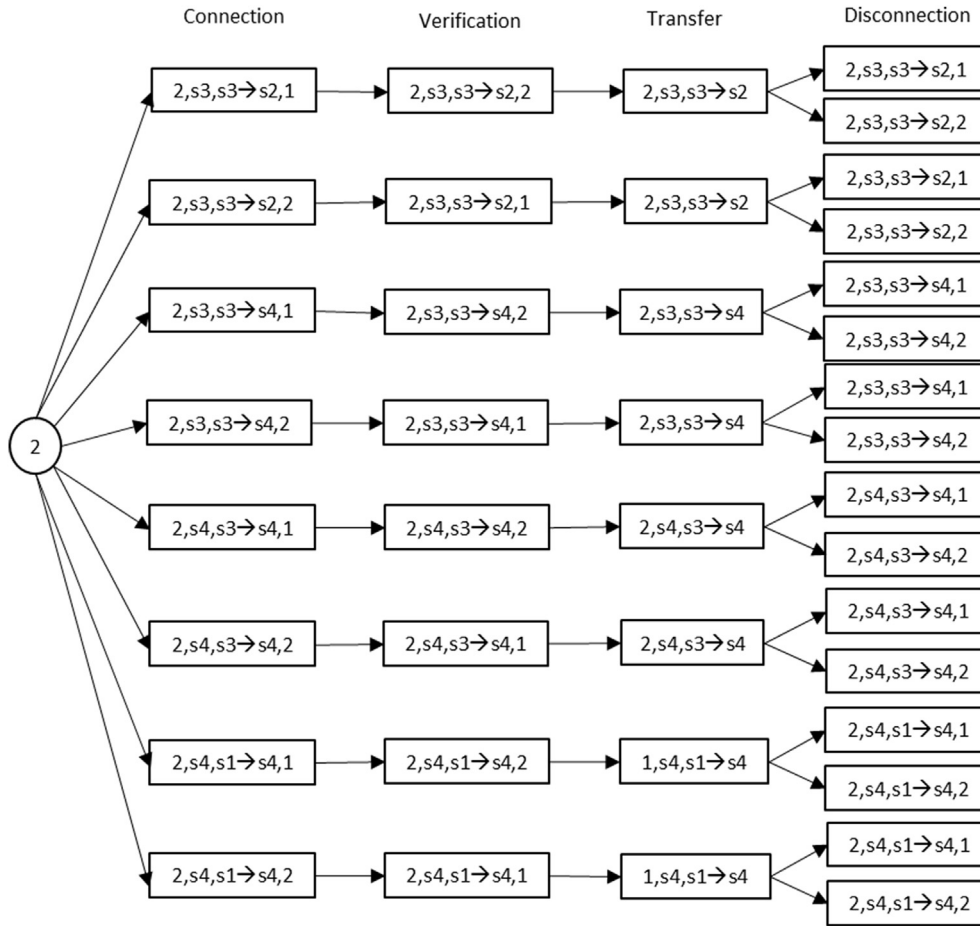 Connection Verification Transfer Disconnection
2,s3,s3→s2,1 2,s3,s3→s2,2 2,s3,s3→s2 2,s3,s3→s2,1
2,s3,s3→s2,2
2,s3,s3→s2,2 2,s3,s3→s2,1 2,s3,s3→s2 2,s3,s3→s2,1
2,s3,s3→s2,2
2,s3,s3→s4,1 2,s3,s3→s4,2 2,s3,s3→s4 2,s3,s3→s4,1
2,s3,s3→s4,2
2,s3,s3→s4,2 2,s3,s3→s4,1 2,s3,s3→s4 2,s3,s3→s4,1
2,s3,s3→s4,2
2
2,s4,s3→s4,1 2,s4,s3→s4,2 2,s4,s3→s4 2,s4,s3→s4,1
2,s4,s3→s4,2
2,s4,s3→s4,2 2,s4,s3→s4,1 2,s4,s3→s4 2,s4,s3→s4,1
2,s4,s3→s4,2
2,s4,s1→s4,1 2,s4,s1→s4,2 1,s4,s1→s4 2,s4,s1→s4,1
2,s4,s1→s4,2
2,s4,s1→s4,2 2,s4,s1→s4,1 1,s4,s1→s4 2,s4,s1→s4,1
2,s4,s1→s4,2